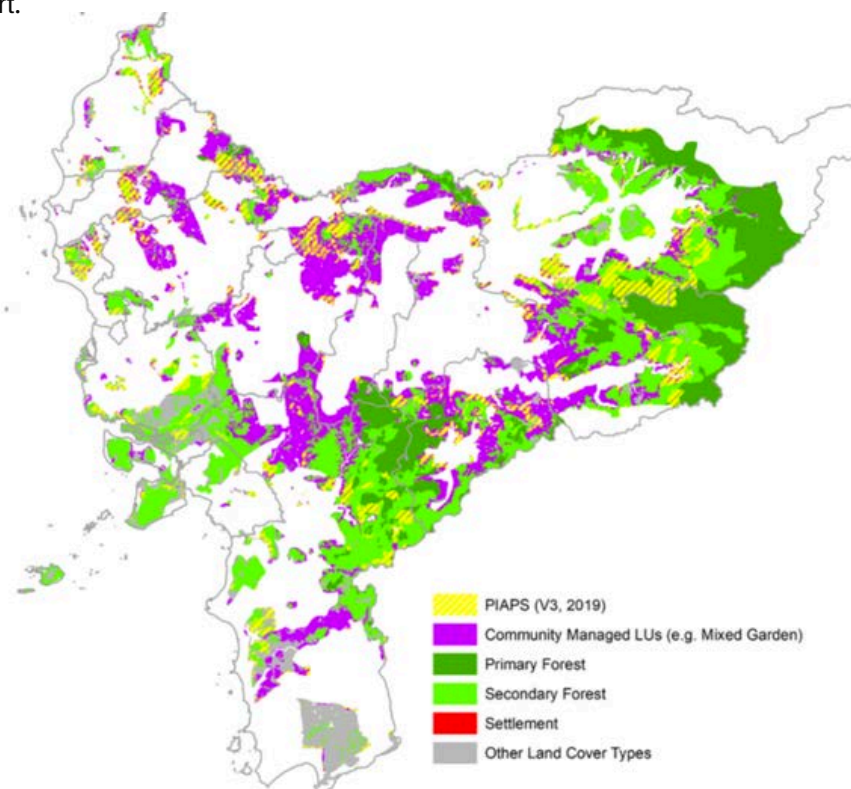 rt.
PIAPS (V3, 2019)
Community Managed LUs (e.g. Mixed Garden)
Primary Forest
Secondary Forest
Settlement
Other Land Cover Types